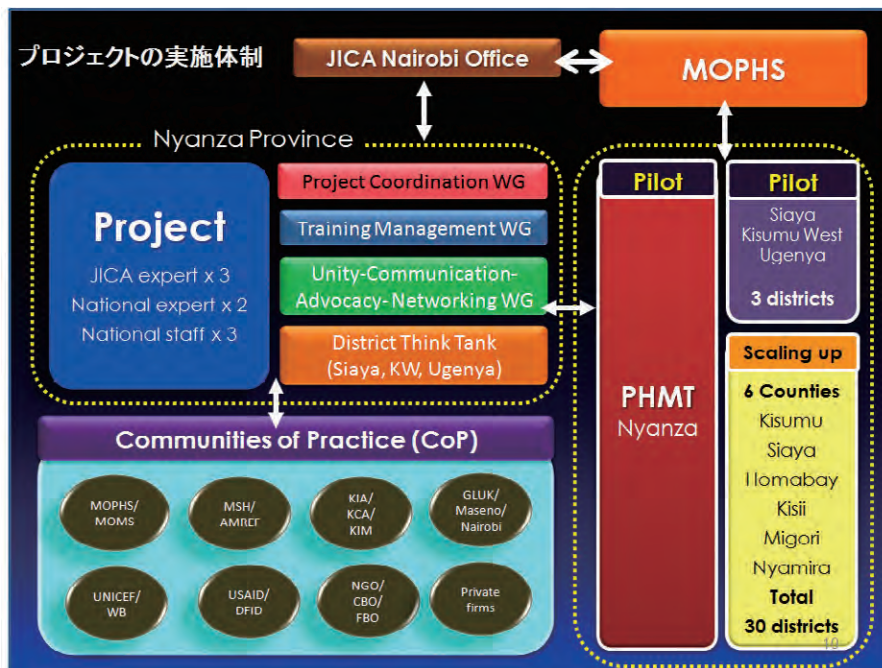 プロジェクトの実施体制
JICA Nairobi Office
MOPHS
Nyanza Province
Project
JICA expert x 3
National expert x 2
National staff x 3
Project Coordination WG
Training Management WG
Unity-Communication-
Advocacy- Networking WG
District Think Tank
(Siaya, KW, Ugenya)
Communities of Practice (CoP)
MOPHS/
MOMS
MSH/
AMREF
KIA/
KCA/
KIM
GLUK/
Maseno/
Nairobi
UNICEF/
WB
USAID/
DFID
NGO/
CBO/
FBO
Private
firms
Pilot
PHMT
Nyanza
Pilot
Siaya
Kisumu West
Ugenya
3 districts
Scaling up
6 Counties
Kisumu
Siaya
Homabay
Kisii
Migori
Nyamira
Total
30 districts
19